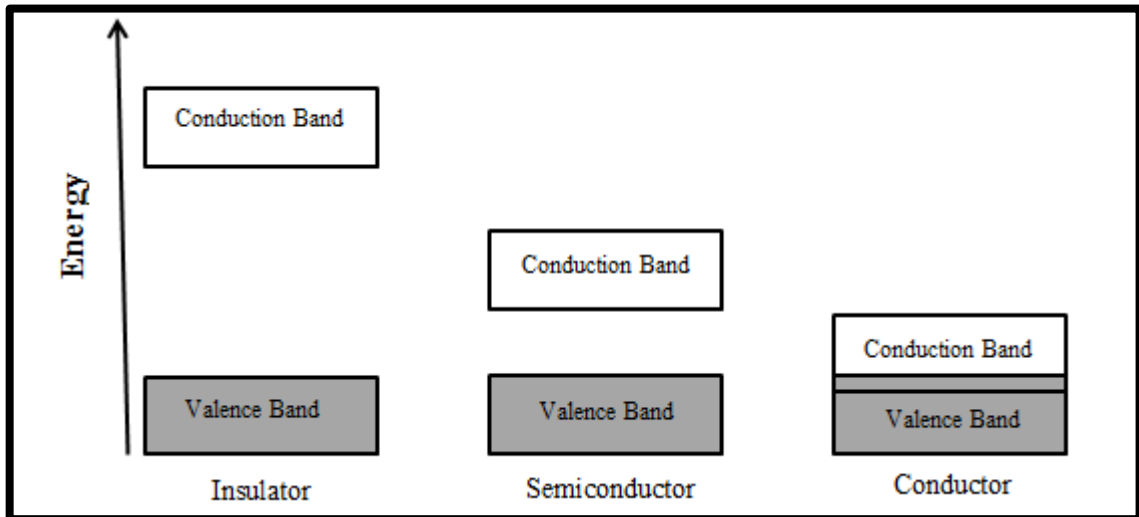 Energy
Conduction Band
Valence Band
Insulator
Conduction Band
Valence Band
Semiconductor
Conduction Band
Valence Band
Conductor